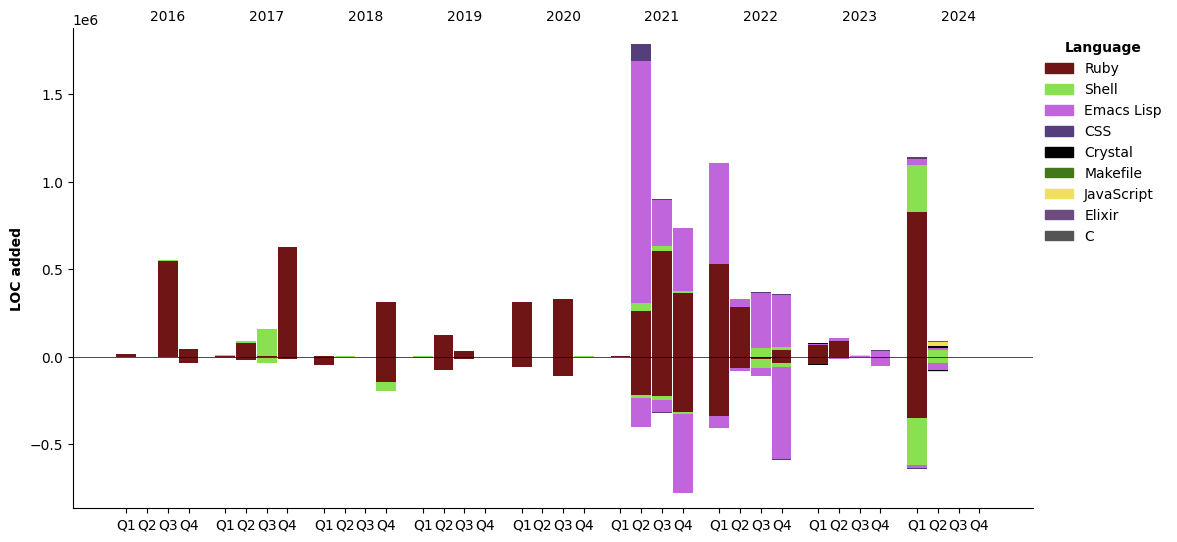 1e6
2016 2017 2018 2019 2020 2021 2022 2023 2024
Language
Ruby
Shell
Emacs Lisp
CSS
Crystal
Makefile
JavaScript
Elixir
C
LOC added
1.5
1.0
0.5
0.0
−0.5
Q1 Q2 Q3 Q4 Q1 Q2 Q3 Q4 Q1 Q2 Q3 Q4 Q1 Q2 Q3 Q4 Q1 Q2 Q3 Q4 Q1 Q2 Q3 Q4 Q1 Q2 Q3 Q4 Q1 Q2 Q3 Q4 Q1 Q2 Q3 Q4